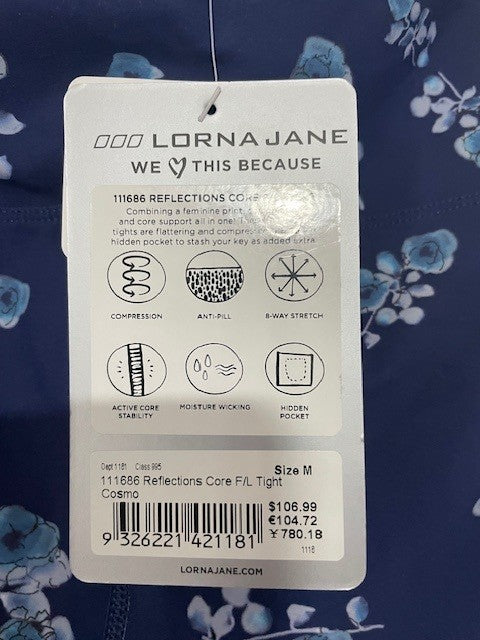 LORNA JANE
WE THIS BECAUSE
111686 REFLECTIONS CORE
Combining a feminine print,
and core support all in one!
tights are flattering and
hidden pocket to stash your key as added extra
COMPRESSION ANTI-PILL 8-WAY STRETCH
ACTIVE CORE STABILITY MOISTURE WICKING HIDDEN POCKET
Dept 1181 Class 995
Size M
111686 Reflections Core F/L Tight
Cosmo
$106.99
€104.72
¥780.18
9 326221 421181
1118
LORNAJANE.COM